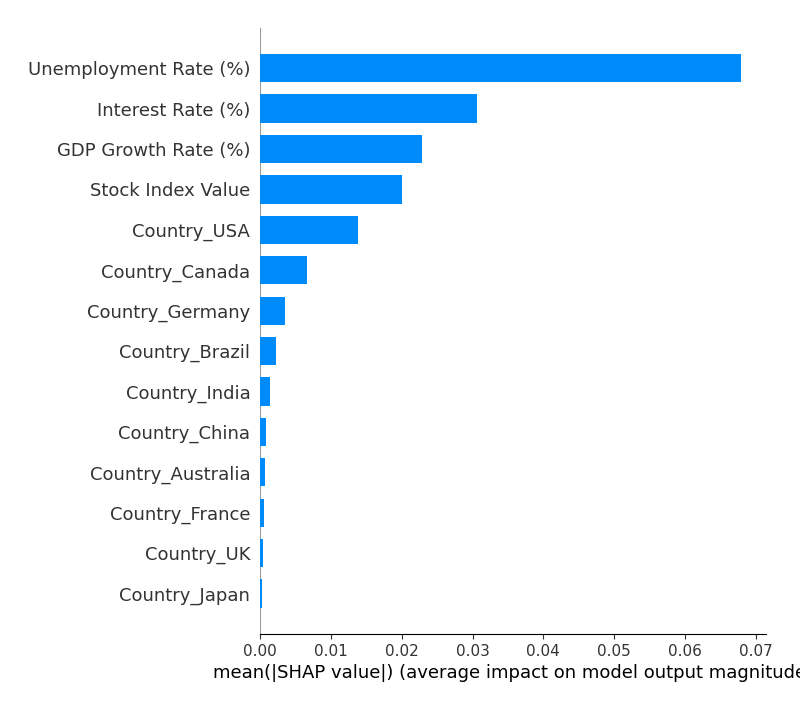 Unemployment Rate (%)
Interest Rate (%)
GDP Growth Rate (%)
Stock Index Value
Country_USA
Country_Canada
Country_Germany
Country_Brazil
Country_India
Country_China
Country_Australia
Country_France
Country_UK
Country_Japan
0.00 0.01 0.02 0.03 0.04 0.05 0.06 0.07
mean(|SHAP value|) (average impact on model output magnitude